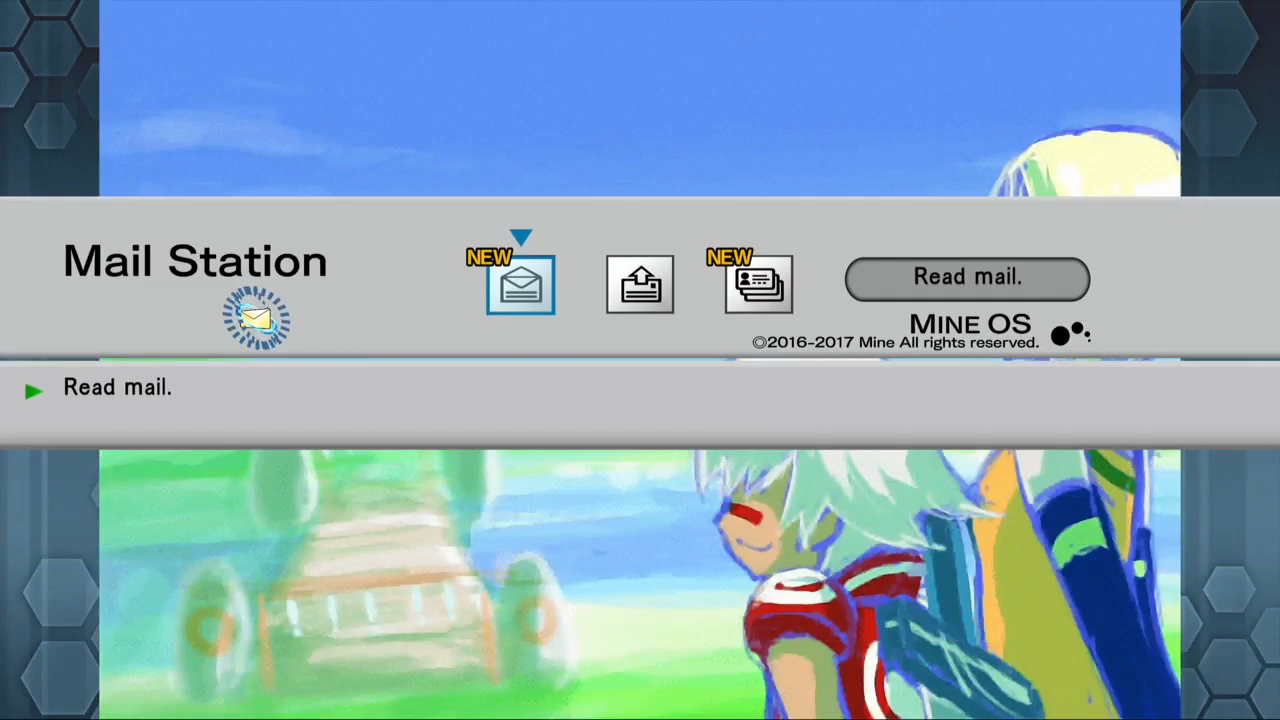 Mail Station
NEW
NEW
Read mail.
MINE OS
©2016-2017 Mine All rights reserved.
Read mail.